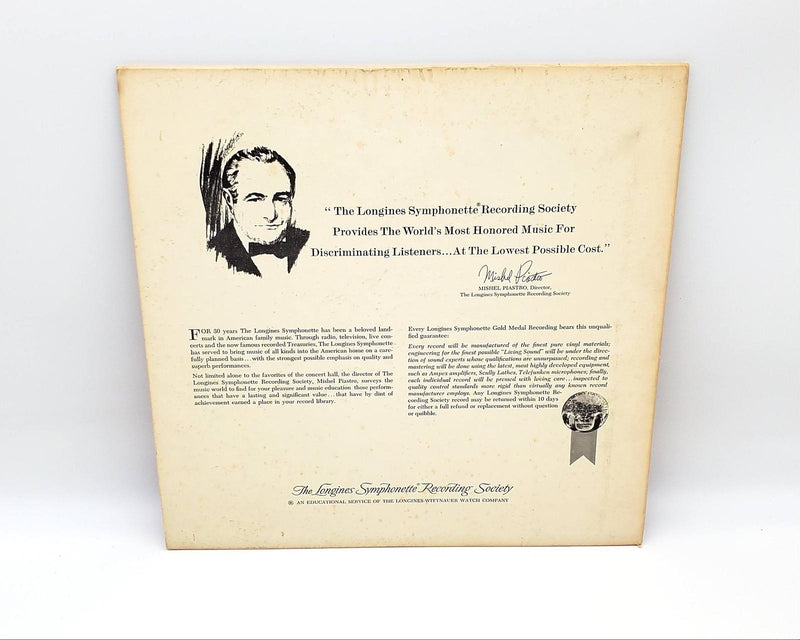 “ The Longines Symphonette® Recording Society
Provides The World's Most Honored Music For
Discriminating Listeners...At The Lowest Possible Cost.”
Mishel Piastro
MISHEL PIASTRO, Director,
The Longines Symphonette Recording Society
FOR 30 years The Longines Symphonette has been a beloved land-
mark in American family music. Through radio, television, live con-
certs and the now famous recorded Treasuries, The Longines Symphonette
has served to bring music of all kinds into the American home on a care-
fully planned basis...with the strongest possible emphasis on quality and
superb performances.
Not limited alone to the favorites of the concert hall, the director of The
Longines Symphonette Recording Society, Mishel Piastro, surveys the
music world to find for your pleasure and music education those perform-
ances that have a lasting and significant value...that have by dint of
achievement earned a place in your record library.
Every Longines Symphonette Gold Medal Recording bears this unquali-
fied guarantee:
Every record will be manufactured of the finest pure vinyl materials;
engineering for the finest possible "Living Sound" will be under the direc-
tion of sound experts whose qualifications are unsurpassed; recording and
mastering will be done using the latest, most highly developed equipment,
such as Ampex amplifiers, Scully Lathes, Telefunken microphones; finally,
each individual record will be pressed with loving care...inspected to
quality control standards more rigid than virtually any known record
manufacturer employs. Any Longines Symphonette Re-
cording Society record may be returned within 10 days
for either a full refund or replacement without question
or quibble.
The Longines Symphonette® Recording Society
® AN EDUCATIONAL SERVICE OF THE LONGINES-WITTNAUER WATCH COMPANY